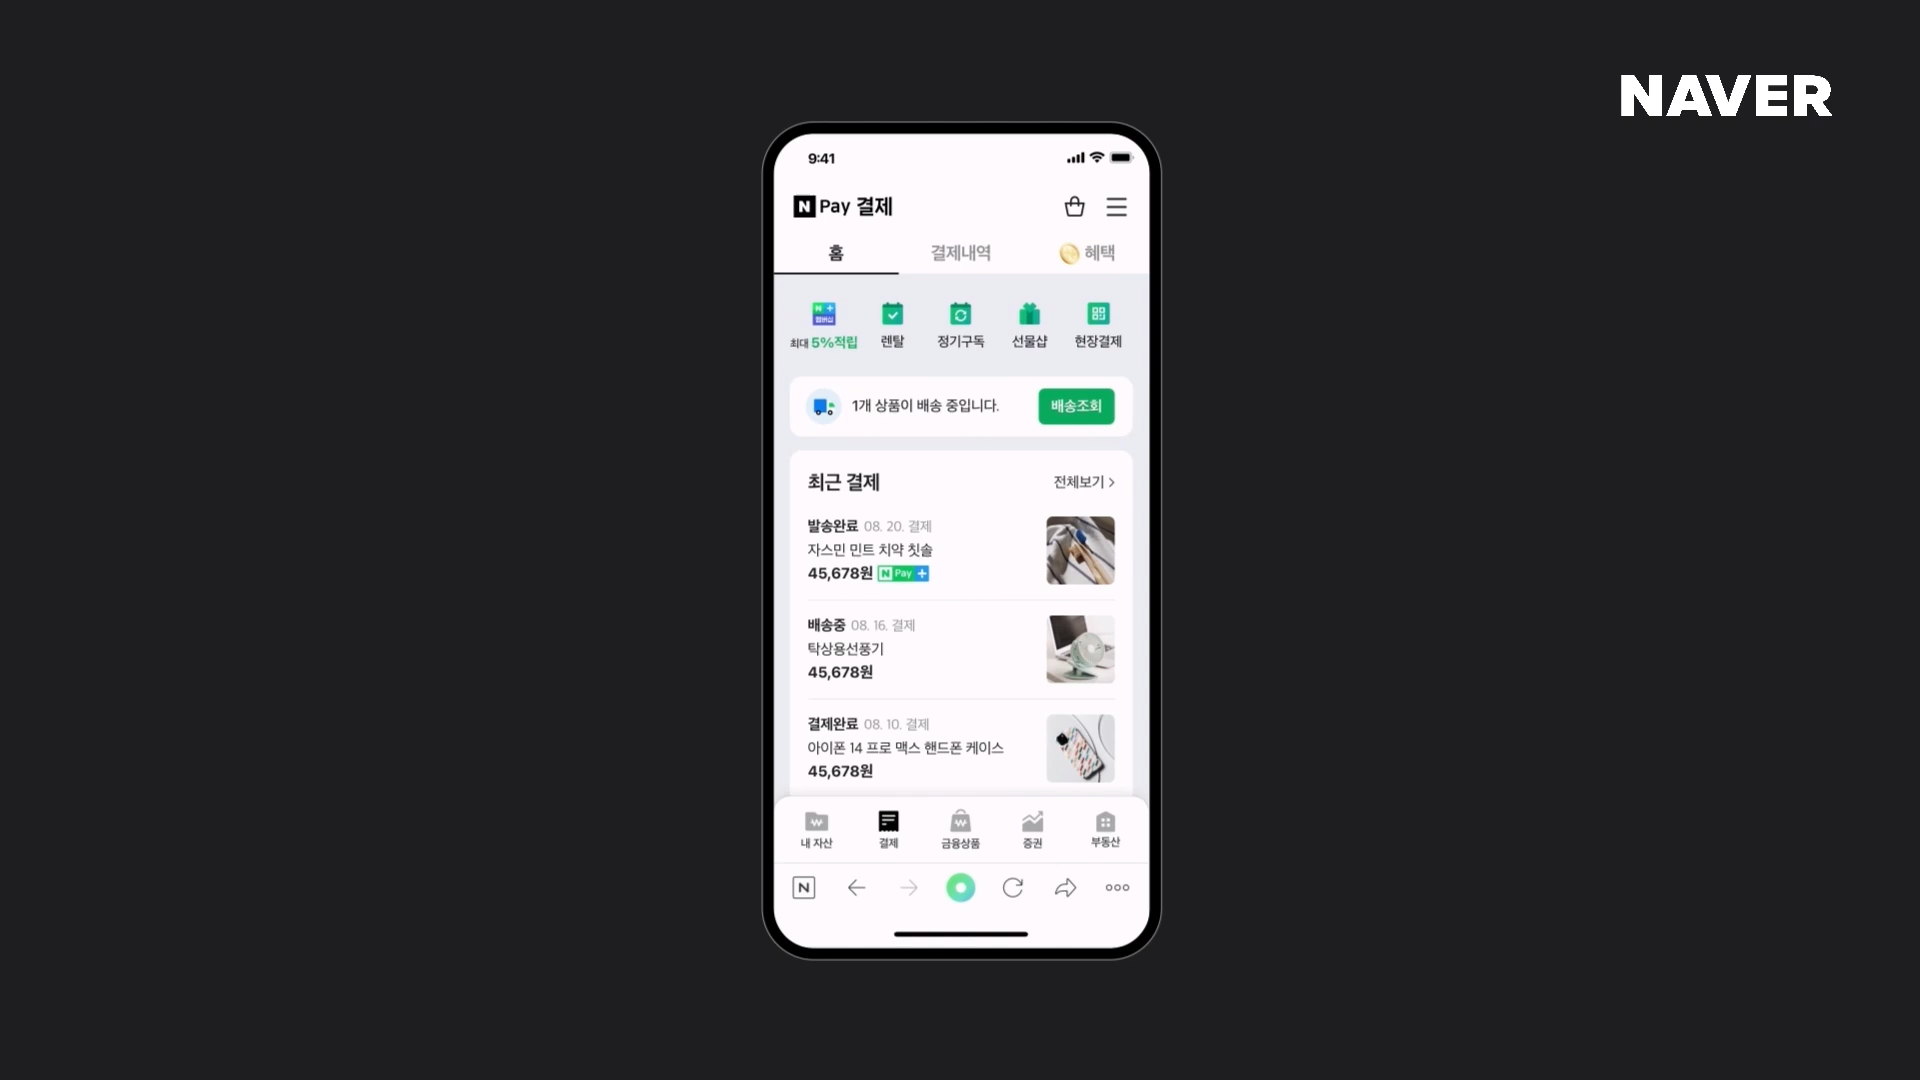 NAVER
9:41
N Pay 결제
홈 결제내역 혜택
N +
멤버십
최대 5%적립 렌탈 정기구독 선물샵 현장결제
1개 상품이 배송 중입니다. 배송조회
최근 결제 전체보기 >
발송완료 08. 20. 결제
자스민 민트 치약 칫솔
45,678원 N Pay +
배송중 08. 16. 결제
탁상용선풍기
45,678원
결제완료 08. 10. 결제
아이폰 14 프로 맥스 핸드폰 케이스
45,678원
내 자산 결제 금융상품 증권 부동산
N